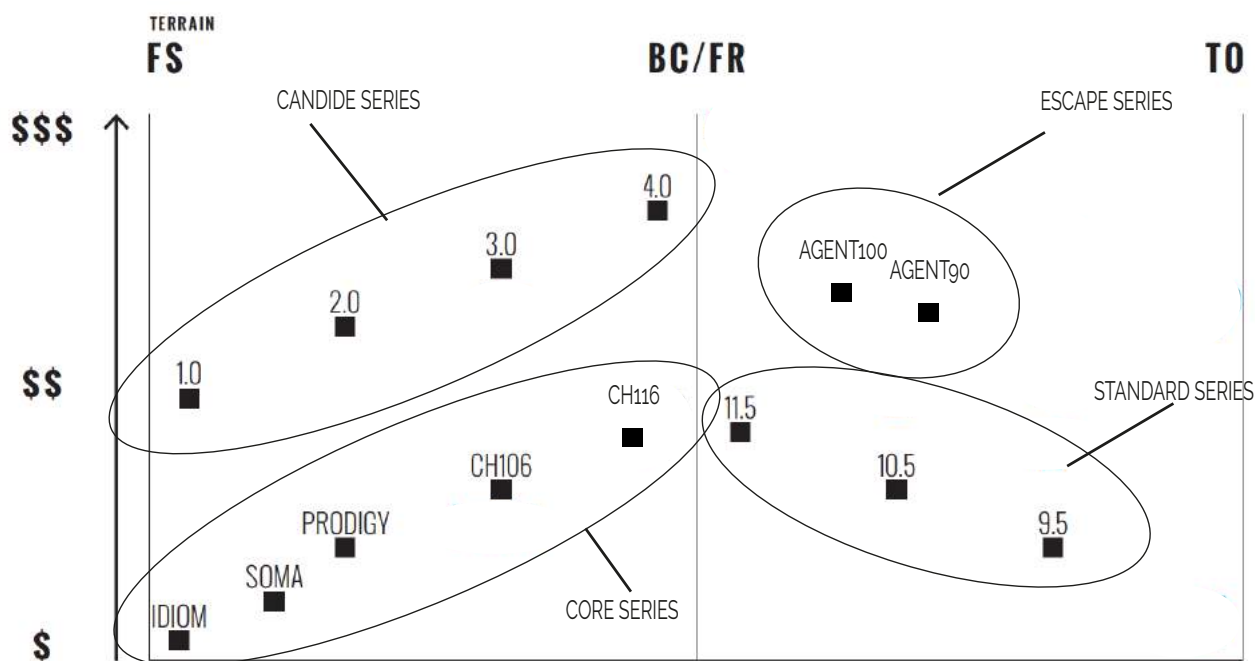 TERRAIN
FS
BC/FR
TO
CANDIDE SERIES
ESCAPE SERIES
$$$
4.0
3.0
AGENT100
AGENT90
2.0
1.0
$$
CH116
11.5
STANDARD SERIES
CH106
10.5
PRODIGY
9.5
SOMA
IDIOM
CORE SERIES
$